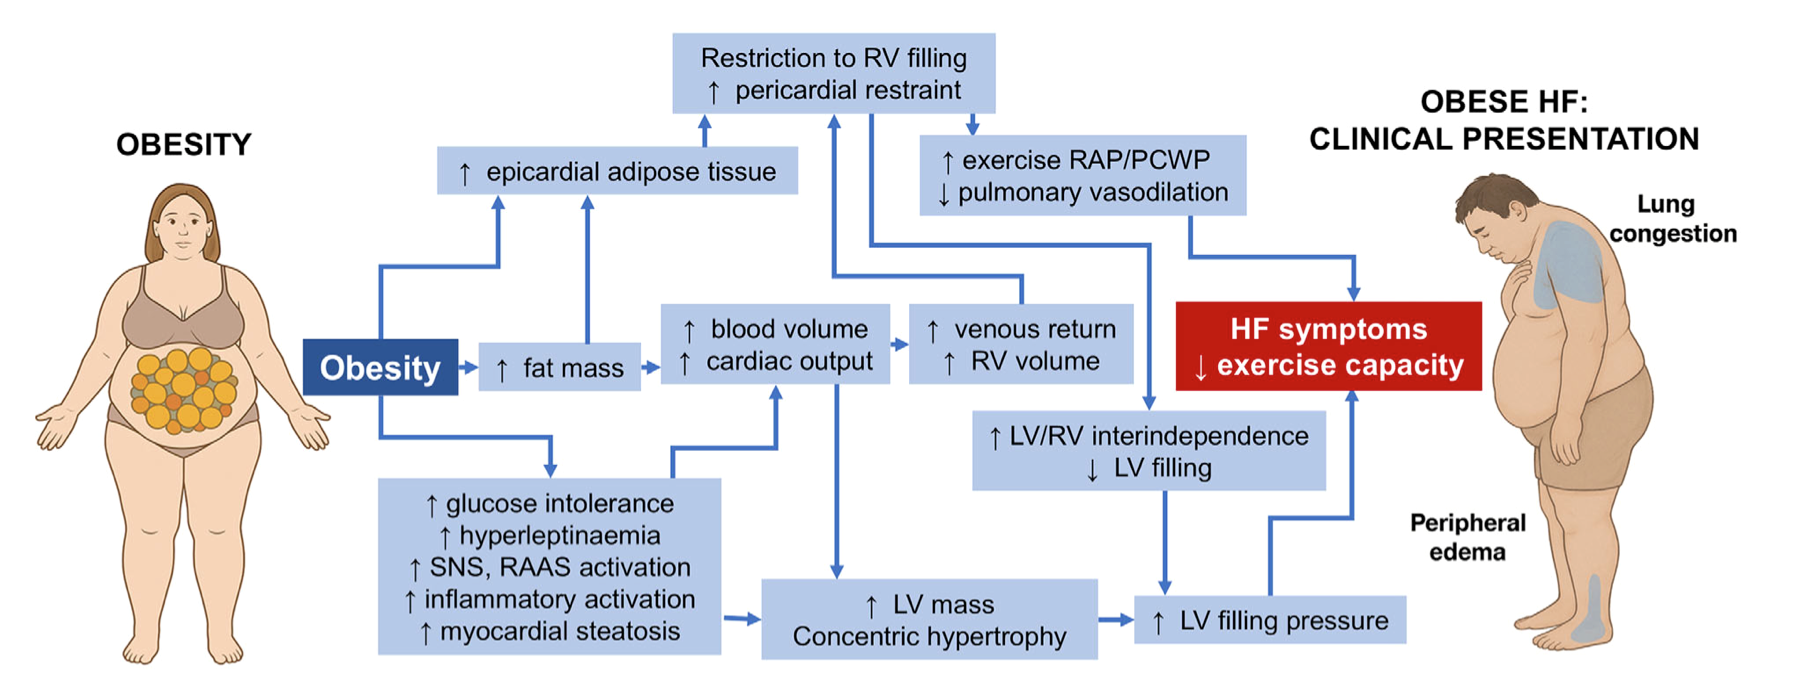 OBESITY
Restriction to RV filling
↑ pericardial restraint
↑ epicardial adipose tissue
↑ exercise RAP/PCWP
↓ pulmonary vasodilation
Obesity
↑ fat mass
↑ blood volume
↑ cardiac output
↑ venous return
↑ RV volume
HF symptoms
↓ exercise capacity
↑ LV/RV interindependence
↓ LV filling
↑ glucose intolerance
↑ hyperleptinaemia
↑ SNS, RAAS activation
↑ inflammatory activation
↑ myocardial steatosis
↑ LV mass
Concentric hypertrophy
↑ LV filling pressure
OBESE HF:
CLINICAL PRESENTATION
Lung
congestion
Peripheral
edema